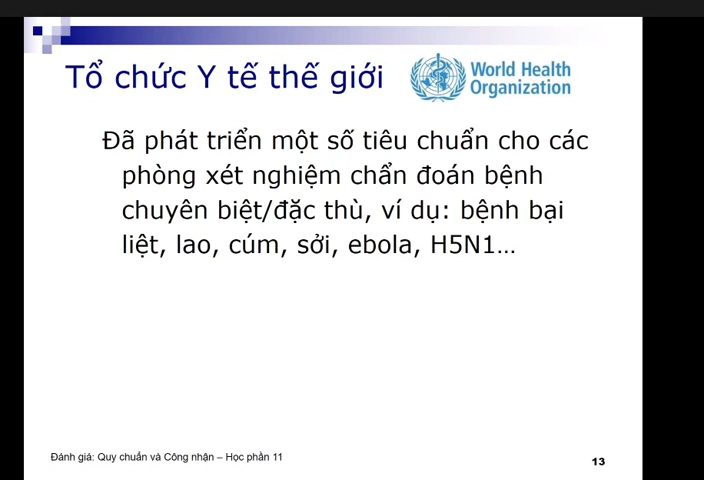 Tổ chức Y tế thế giới
World Health
Organization
Đã phát triển một số tiêu chuẩn cho các
phòng xét nghiệm chẩn đoán bệnh
chuyên biệt/đặc thù, ví dụ: bệnh bại
liệt, lao, cúm, sởi, ebola, H5N1…
Đánh giá: Quy chuẩn và Công nhận – Học phần 11
13